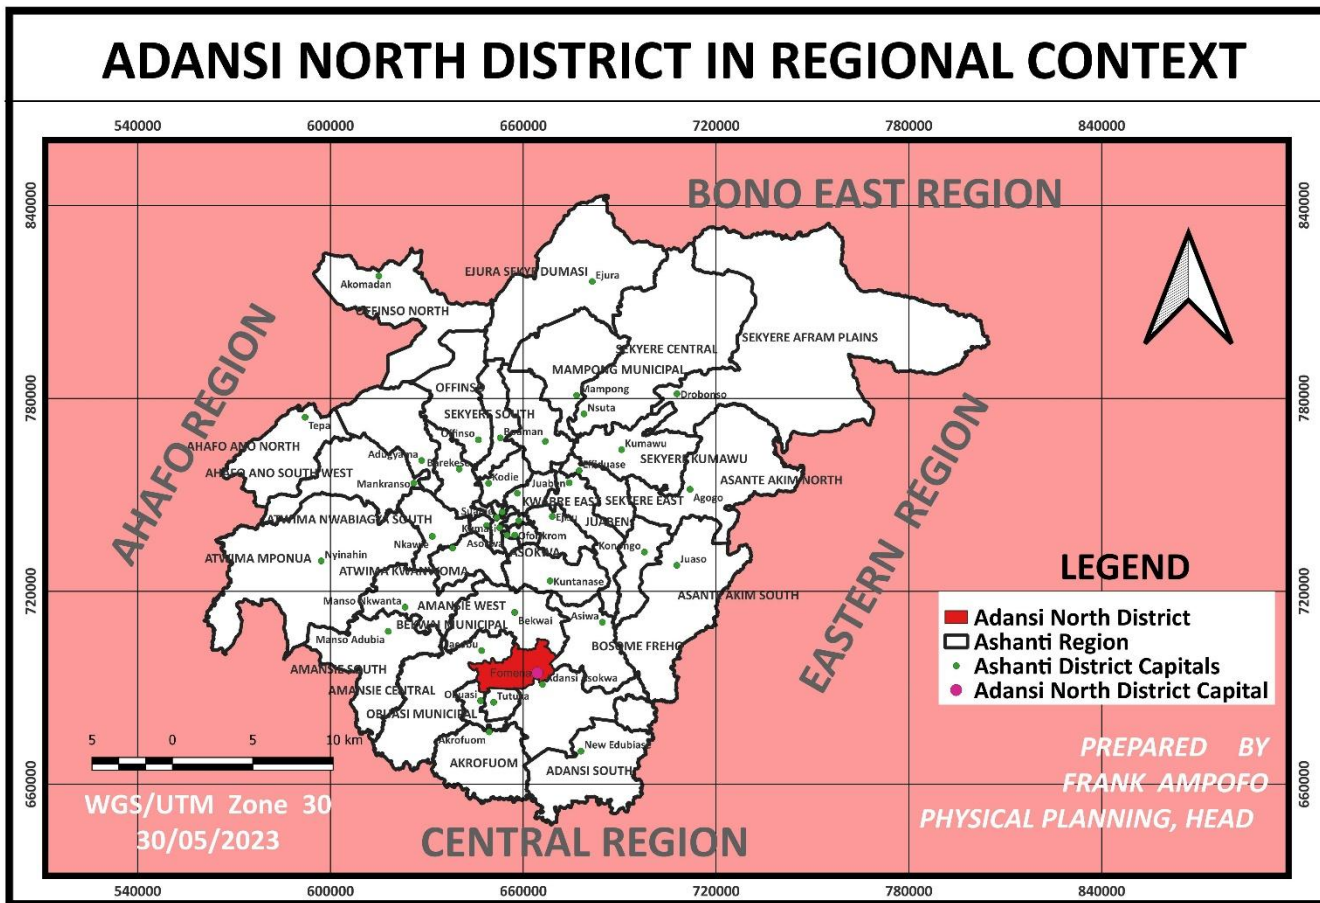 ADANSI NORTH DISTRICT IN REGIONAL CONTEXT
540000 600000 660000 720000 780000 840000
840000
780000
720000
660000
840000
780000
720000
660000
BONO EAST REGION
AHAFO REGION
EASTERN REGION
CENTRAL REGION
EJURA SEKYE DUMASI
Ejura
Akomadan
OFFINSO NORTH
SEKYERE AFRAM PLAINS
SEKYERE CENTRAL
MAMPONG MUNICIPAL
OFFINSO
Mampong
Drobonso
Nsuta
SEKYERE SOUTH
Tepa
Offinso
Boaman
AHAFO ANO NORTH
Kumawu
Adugyama
Barekese
SEKYERE KUMAWU
Effiduase
AHAFO ANO SOUTH WEST
ASANTE AKIM NORTH
Kodie
Juaben
Mankranso
Agogo
KWABRE EAST
SEKYERE EAST
ATWIMA NWABIAGYA SOUTH
Ejisu
JUABEN
Kumasi
Nkawie
Asokwa
Oforikrom
Konongo
ASOKWA
ATWIMA MPONUA
Nyinahin
Juaso
ATWIMA KWANWOMA
Kuntanase
ASANTE AKIM SOUTH
Manso Nkwanta
AMANSIE WEST
Bekwai
Asiwa
BEKWAI MUNICIPAL
Manso Adubia
BOSOME FREHO
AMANSIE SOUTH
Fomena
Adansi Asokwa
AMANSIE CENTRAL
Obuasi
Tutuka
OBUASI MUNICIPAL
Akrofuom
New Edubiase
AKROFUOM
ADANSI SOUTH
LEGEND
Adansi North District
Ashanti Region
Ashanti District Capitals
Adansi North District Capital
5 0 5 10 km
WGS/UTM Zone 30
30/05/2023
PREPARED BY
FRANK AMPOFO
PHYSICAL PLANNING, HEAD
540000 600000 660000 720000 780000 840000